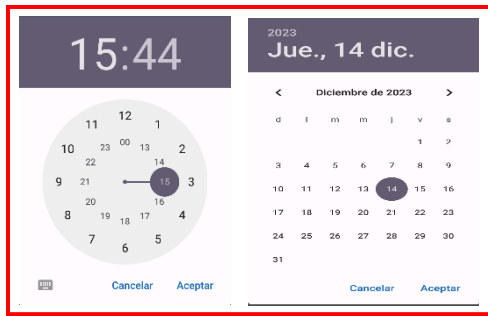 15:44
12
11 1
00
23 13
10 2
22 14
9 21 15 3
20 16
8 4
19 17
18
7 5
6
Cancelar Aceptar
2023
Jue., 14 dic.
< Diciembre de 2023 >
d l m m j v s
1 2
3 4 5 6 7 8 9
10 11 12 13 14 15 16
17 18 19 20 21 22 23
24 25 26 27 28 29 30
31
Cancelar Aceptar